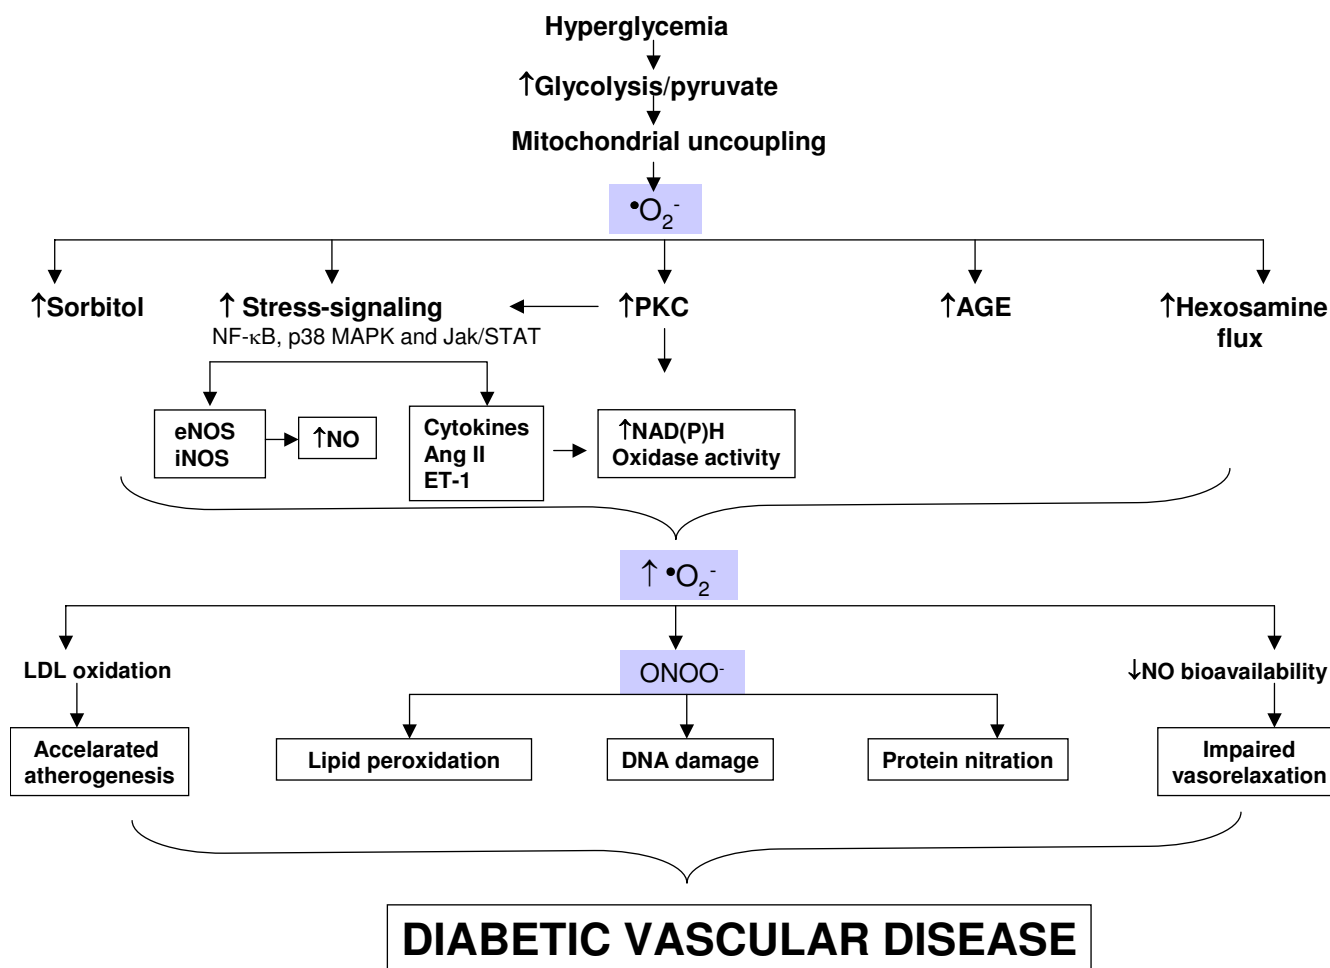 Hyperglycemia
↑Glycolysis/pyruvate
Mitochondrial uncoupling
•O₂⁻
↑Sorbitol
↑ Stress-signaling
NF-κB, p38 MAPK and Jak/STAT
↑PKC
↑AGE
↑Hexosamine
flux
eNOS
iNOS
↑NO
Cytokines
Ang II
ET-1
↑NAD(P)H
Oxidase activity
↑ •O₂⁻
LDL oxidation
ONOO⁻
↓NO bioavailability
Accelarated
atherogenesis
Lipid peroxidation
DNA damage
Protein nitration
Impaired
vasorelaxation
DIABETIC VASCULAR DISEASE